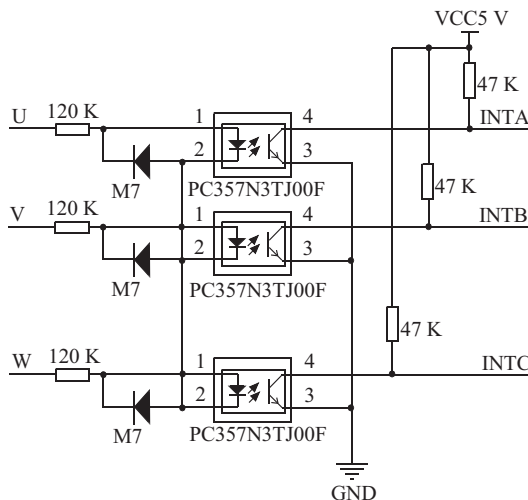 VCC5 V
47 K
U 120 K 1 4 INTA
2 3
M7 PC357N3TJ00F
47 K
V 120 K 1 4 INTB
2 3
M7 PC357N3TJ00F
47 K
W 120 K 1 4 INTC
2 3
M7 PC357N3TJ00F
GND